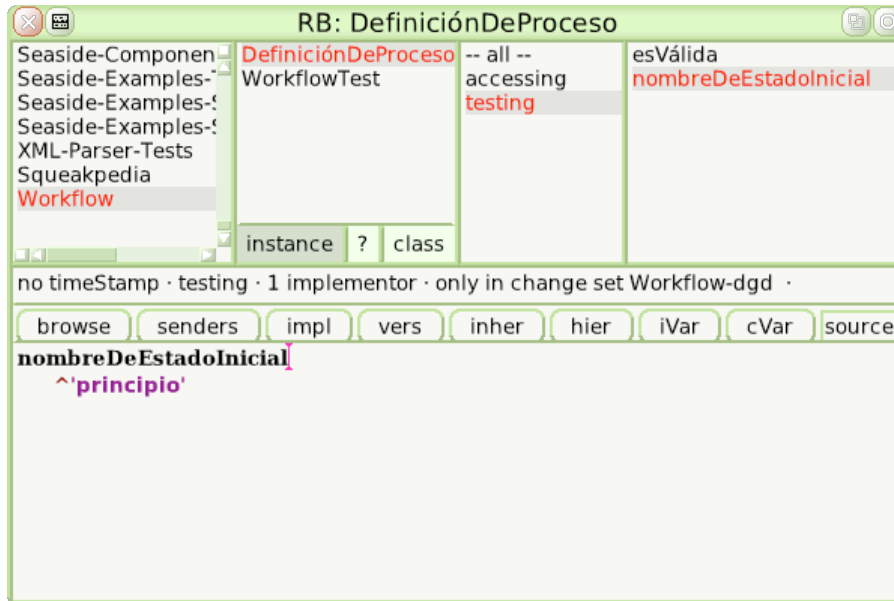 RB: DefiniciónDeProceso
Seaside-Componen
Seaside-Examples-
Seaside-Examples-
Seaside-Examples-
XML-Parser-Tests
Squeakpedia
Workflow
DefiniciónDeProceso
WorkflowTest
instance ? class
-- all --
accessing
testing
esVálida
nombreDeEstadoInicial
no timeStamp · testing · 1 implementor · only in change set Workflow-dgd ·
browse senders impl vers inher hier iVar cVar source
nombreDeEstadoInicial
^'principio'